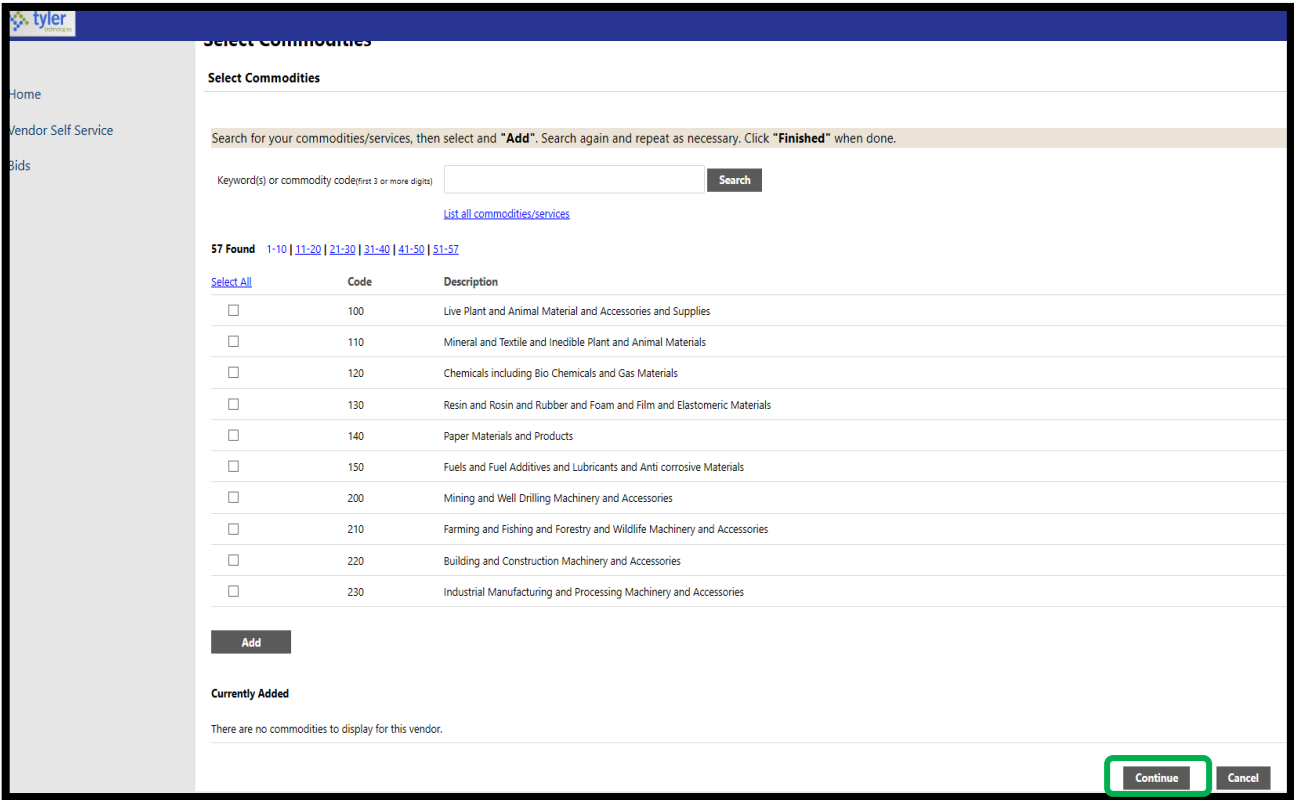 tyler
technologies
Select Commodities
Select Commodities
Home
Vendor Self Service
Bids
Search for your commodities/services, then select and "Add". Search again and repeat as necessary. Click "Finished" when done.
Keyword(s) or commodity code(first 3 or more digits) Search
List all commodities/services
57 Found 1-10 | 11-20 | 21-30 | 31-40 | 41-50 | 51-57
Select All Code Description
100 Live Plant and Animal Material and Accessories and Supplies
110 Mineral and Textile and Inedible Plant and Animal Materials
120 Chemicals including Bio Chemicals and Gas Materials
130 Resin and Rosin and Rubber and Foam and Film and Elastomeric Materials
140 Paper Materials and Products
150 Fuels and Fuel Additives and Lubricants and Anti corrosive Materials
200 Mining and Well Drilling Machinery and Accessories
210 Farming and Fishing and Forestry and Wildlife Machinery and Accessories
220 Building and Construction Machinery and Accessories
230 Industrial Manufacturing and Processing Machinery and Accessories
Add
Currently Added
There are no commodities to display for this vendor.
Continue Cancel